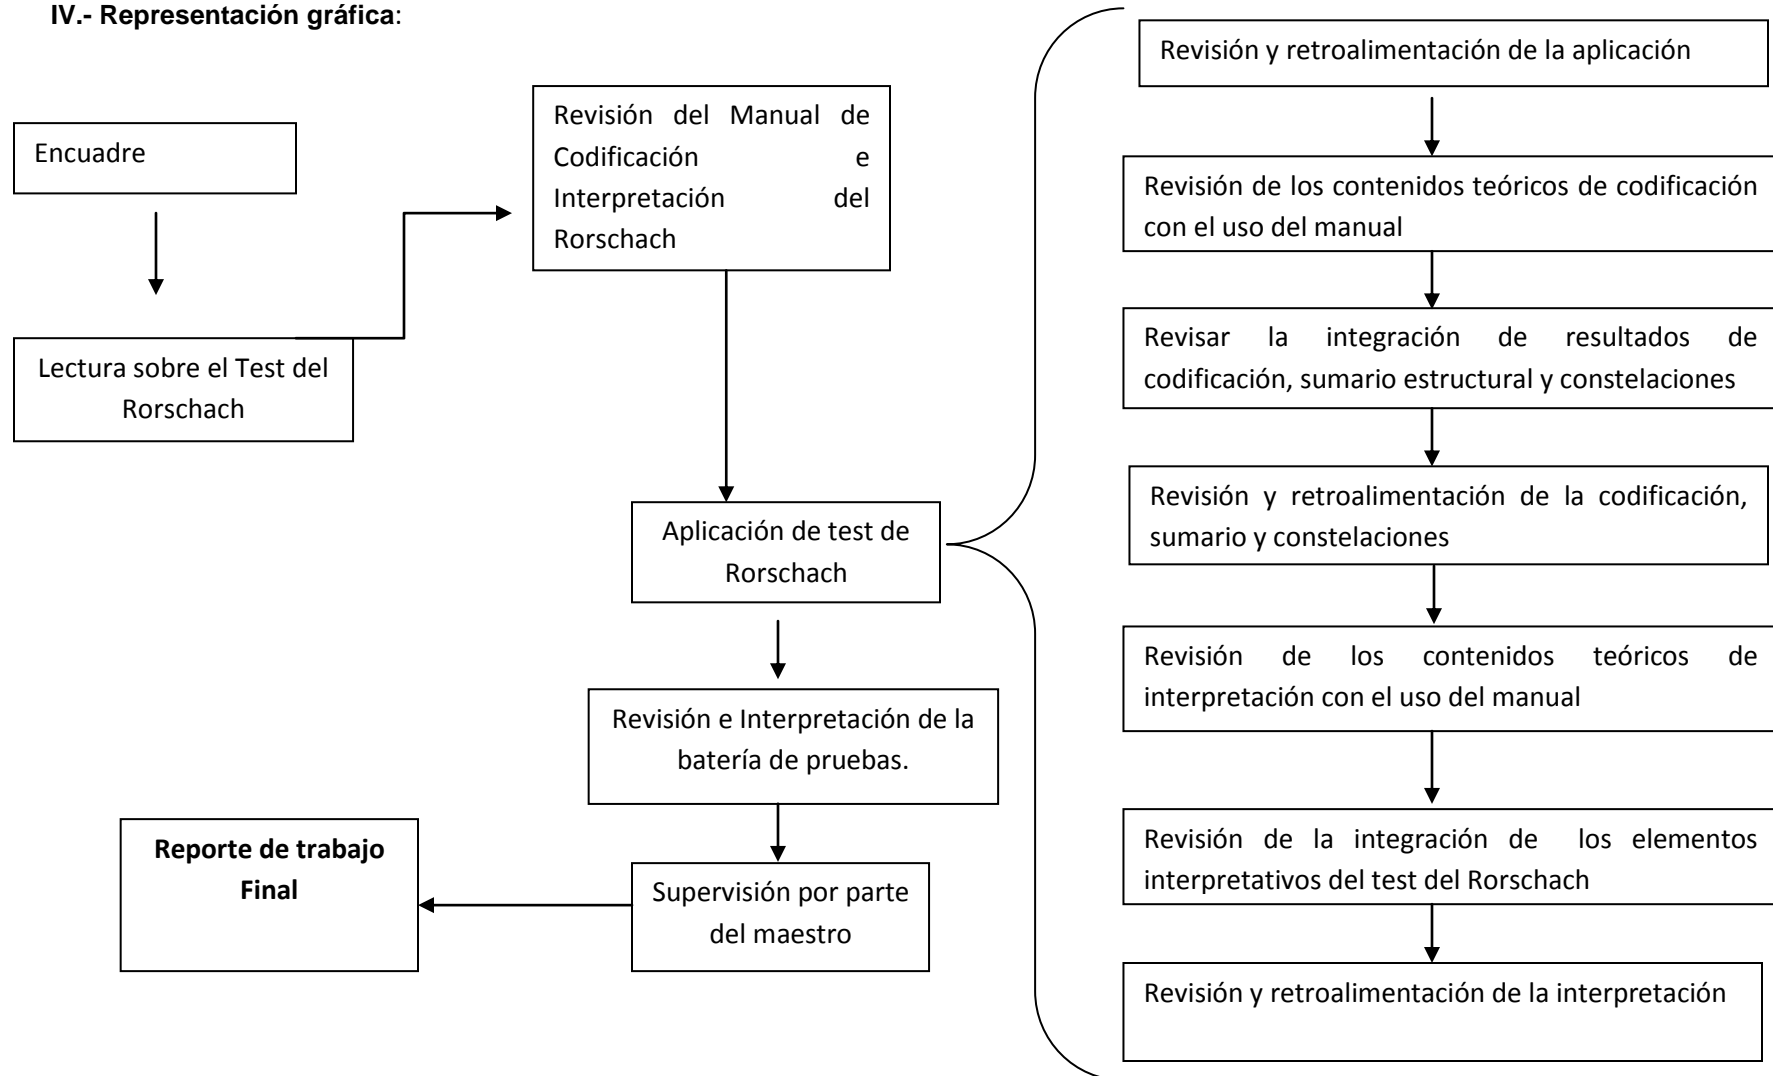 IV.- Representación gráfica:
Encuadre
Lectura sobre el Test del
Rorschach
Revisión del Manual de
Codificación e
Interpretación del
Rorschach
Aplicación de test de
Rorschach
Revisión e Interpretación de la
batería de pruebas.
Supervisión por parte
del maestro
Reporte de trabajo
Final
Revisión y retroalimentación de la aplicación
Revisión de los contenidos teóricos de codificación
con el uso del manual
Revisar la integración de resultados de
codificación, sumario estructural y constelaciones
Revisión y retroalimentación de la codificación,
sumario y constelaciones
Revisión de los contenidos teóricos de
interpretación con el uso del manual
Revisión de la integración de los elementos
interpretativos del test del Rorschach
Revisión y retroalimentación de la interpretación